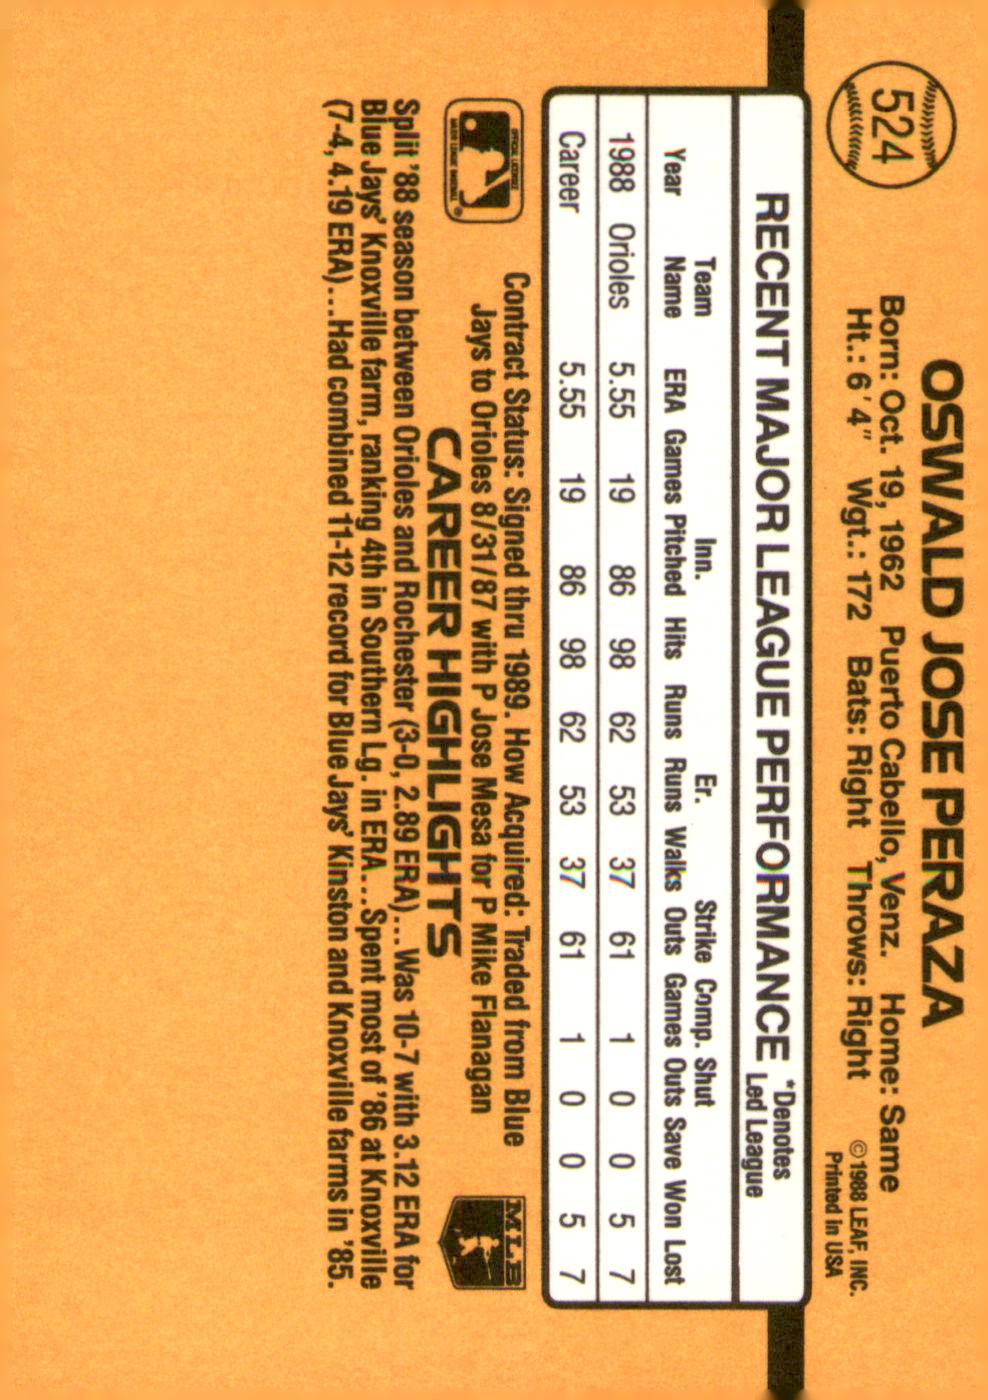 524
OSWALD JOSE PERAZA
Born: Oct. 19, 1962 Puerto Cabello, Venz. Home: Same
Ht.: 6' 4" Wgt.: 172 Bats: Right Throws: Right
© 1988 LEAF, INC.
Printed in USA
RECENT MAJOR LEAGUE PERFORMANCE
*Denotes
Led League
Team Inn. Er. Strike Comp. Shut
Year Name ERA Games Pitched Hits Runs Runs Walks Outs Games Outs Save Won Lost
1988 Orioles 5.55 19 86 98 62 53 37 61 1 0 0 5 7
Career 5.55 19 86 98 62 53 37 61 1 0 0 5 7
OFFICIAL LICENSEE
MAJOR LEAGUE BASEBALL
®
Contract Status: Signed thru 1989. How Acquired: Traded from Blue
Jays to Orioles 8/31/87 with P Jose Mesa for P Mike Flanagan
MLB
CAREER HIGHLIGHTS
Split '88 season between Orioles and Rochester (3-0, 2.89 ERA)...Was 10-7 with 3.12 ERA for
Blue Jays' Knoxville farm, ranking 4th in Southern Lg. in ERA...Spent most of '86 at Knoxville
(7-4, 4.19 ERA)...Had combined 11-12 record for Blue Jays' Kinston and Knoxville farms in '85.